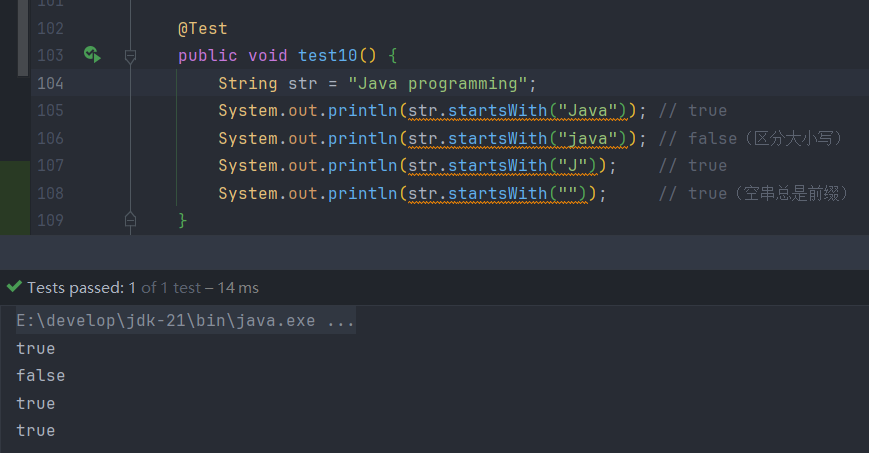 101
102 @Test
103 public void test10() {
104 String str = "Java programming";
105 System.out.println(str.startsWith("Java")); // true
106 System.out.println(str.startsWith("java")); // false（区分大小写）
107 System.out.println(str.startsWith("J")); // true
108 System.out.println(str.startsWith("")); // true（空串总是前缀）
109 }
Tests passed: 1 of 1 test – 14 ms
E:\develop\jdk-21\bin\java.exe ...
true
false
true
true